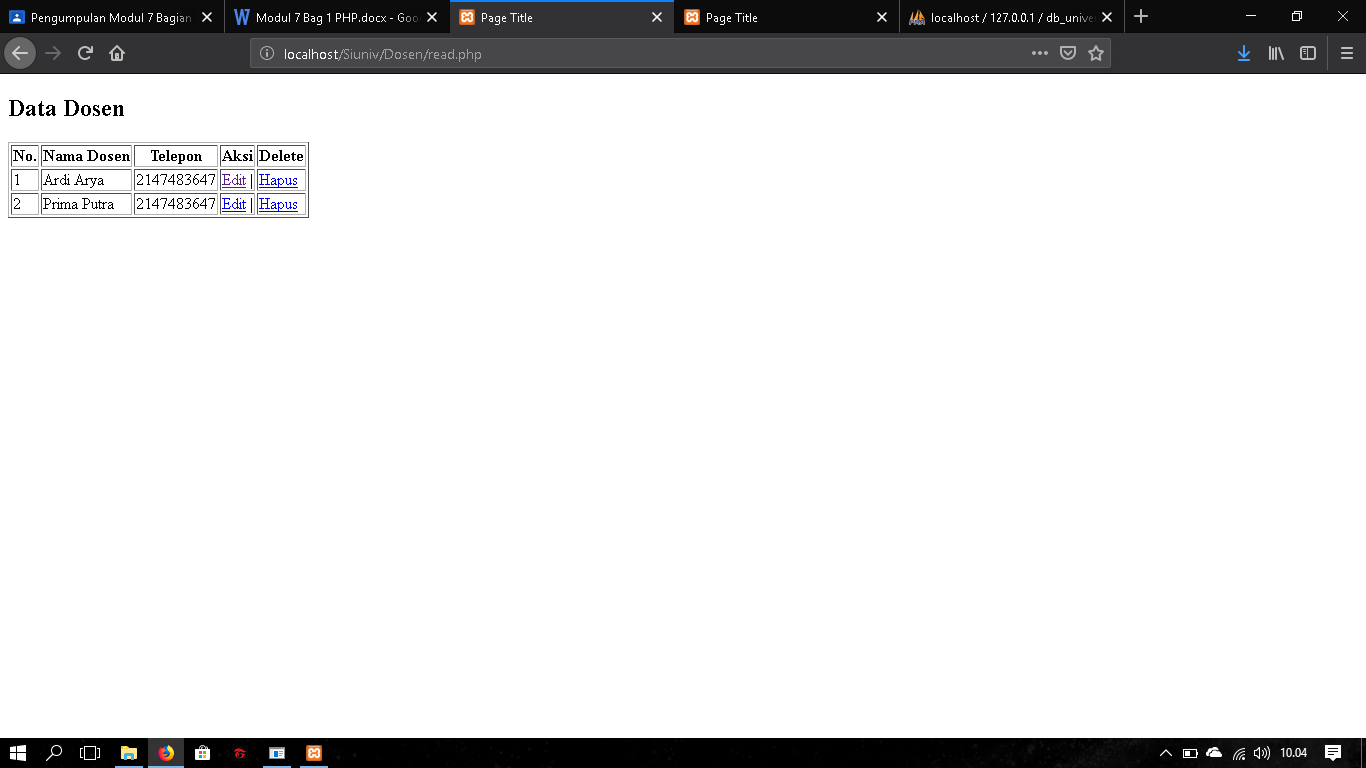 Pengumpulan Modul 7 Bagian
Modul 7 Bag 1 PHP.docx - Goo
Page Title
Page Title
localhost / 127.0.0.1 / db_unive
localhost/Siuniv/Dosen/read.php
Data Dosen
No. Nama Dosen Telepon Aksi Delete
1 Ardi Arya 2147483647 Edit | Hapus
2 Prima Putra 2147483647 Edit | Hapus
10.04